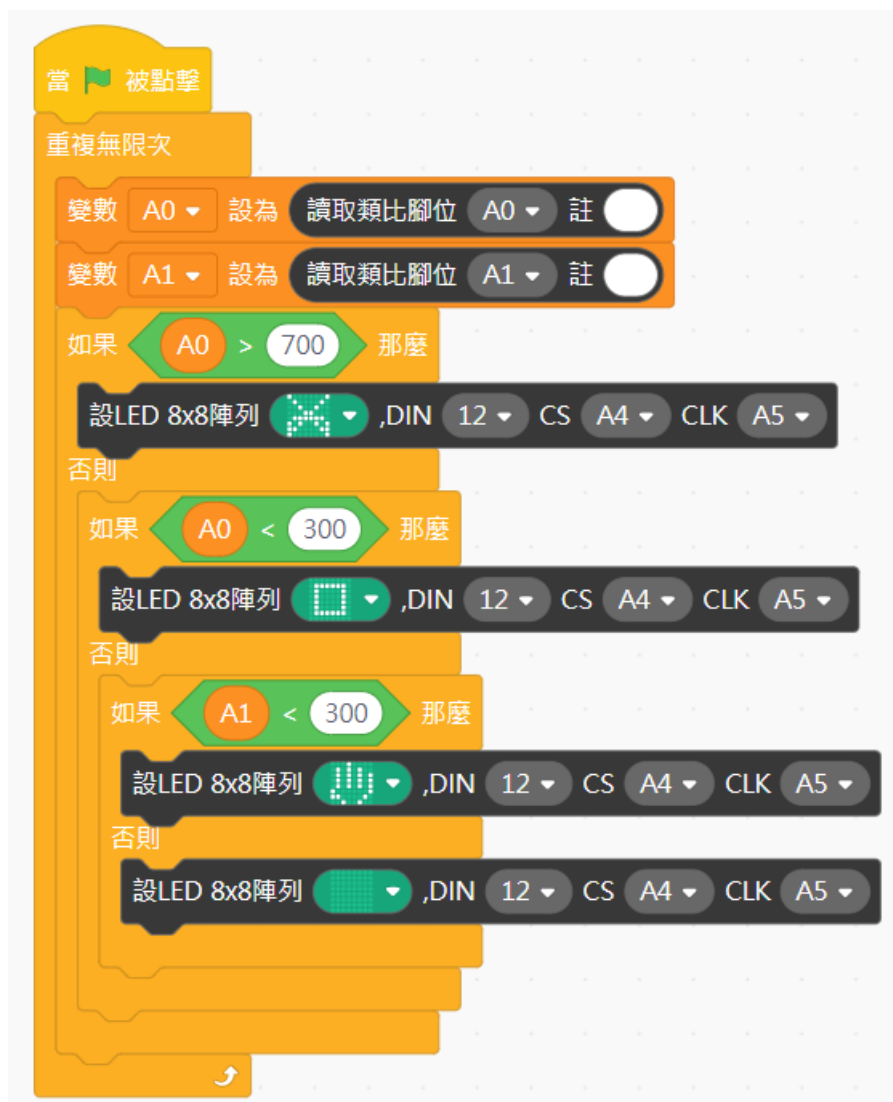 當 被點擊
重複無限次
變數 A0 設為 讀取類比腳位 A0 註
變數 A1 設為 讀取類比腳位 A1 註
如果 A0 > 700 那麼
設LED 8x8陣列 ,DIN 12 CS A4 CLK A5
否則
如果 A0 < 300 那麼
設LED 8x8陣列 ,DIN 12 CS A4 CLK A5
否則
如果 A1 < 300 那麼
設LED 8x8陣列 ,DIN 12 CS A4 CLK A5
否則
設LED 8x8陣列 ,DIN 12 CS A4 CLK A5